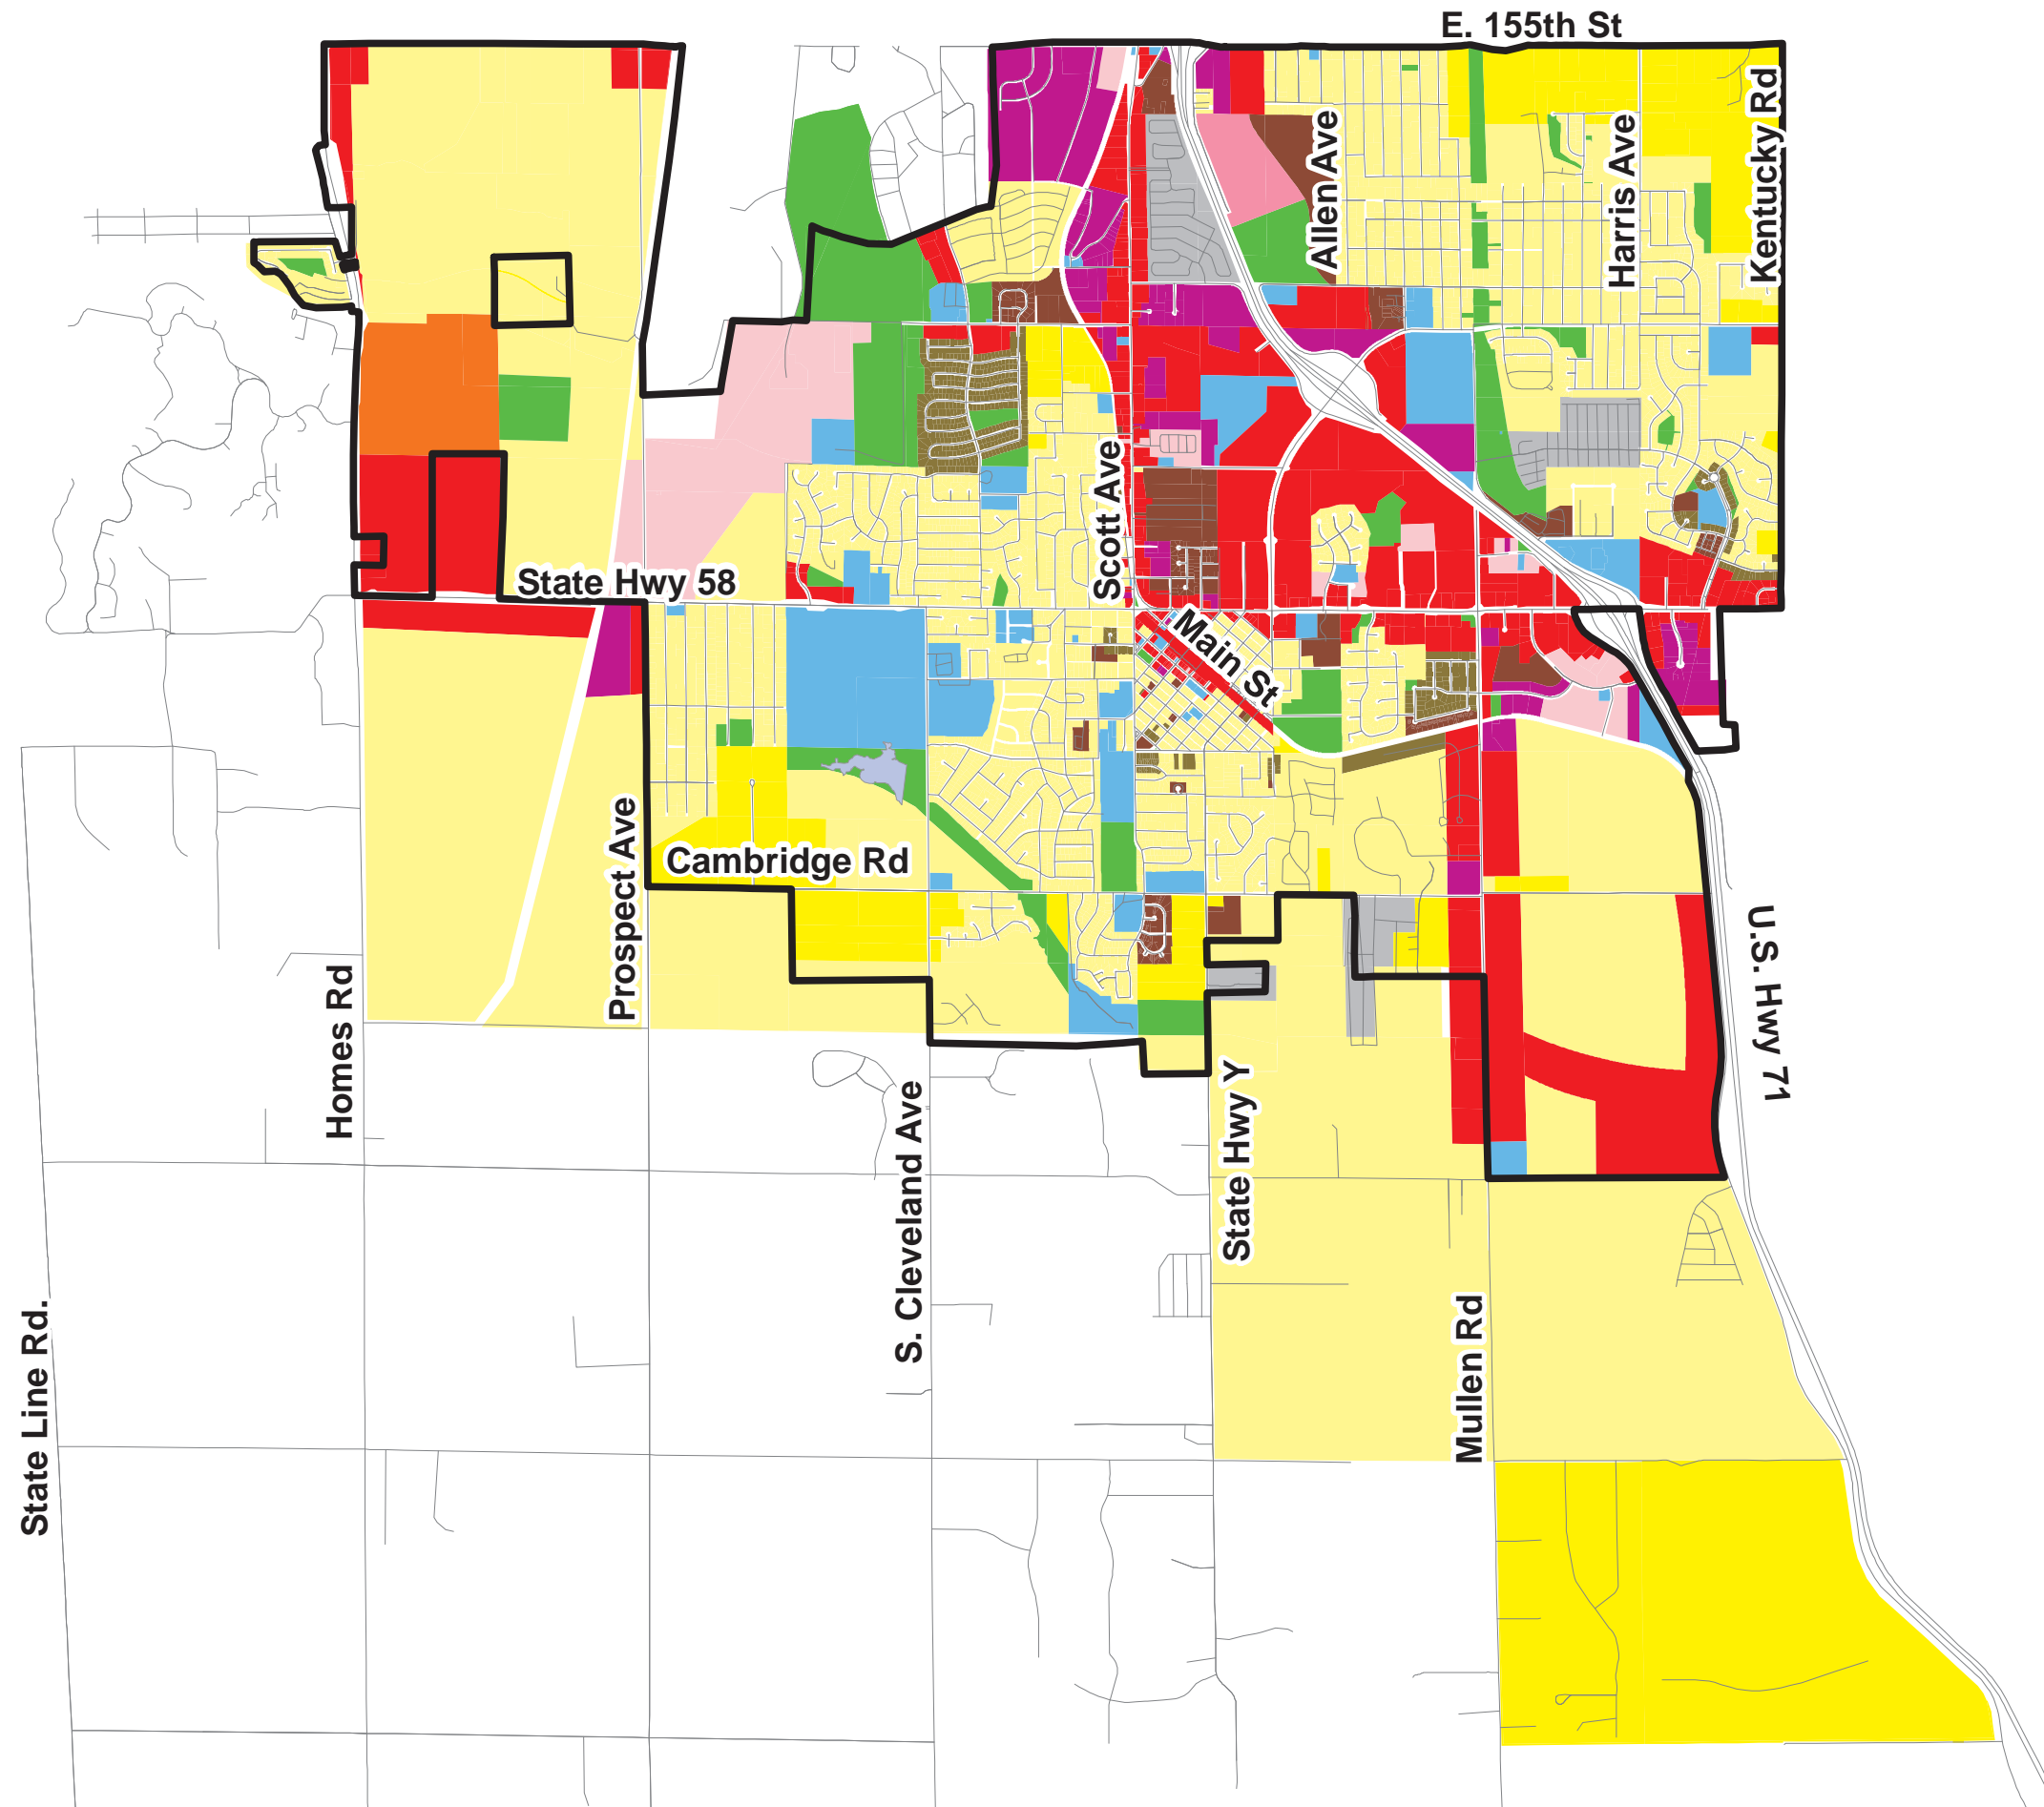 E. 155th St
Kentucky Rd
Allen Ave
Harris Ave
Scott Ave
State Hwy 58
Main St
Prospect Ave
Cambridge Rd
Homes Rd
U.S. Hwy 71
S. Cleveland Ave
State Hwy Y
State Line Rd.
Mullen Rd